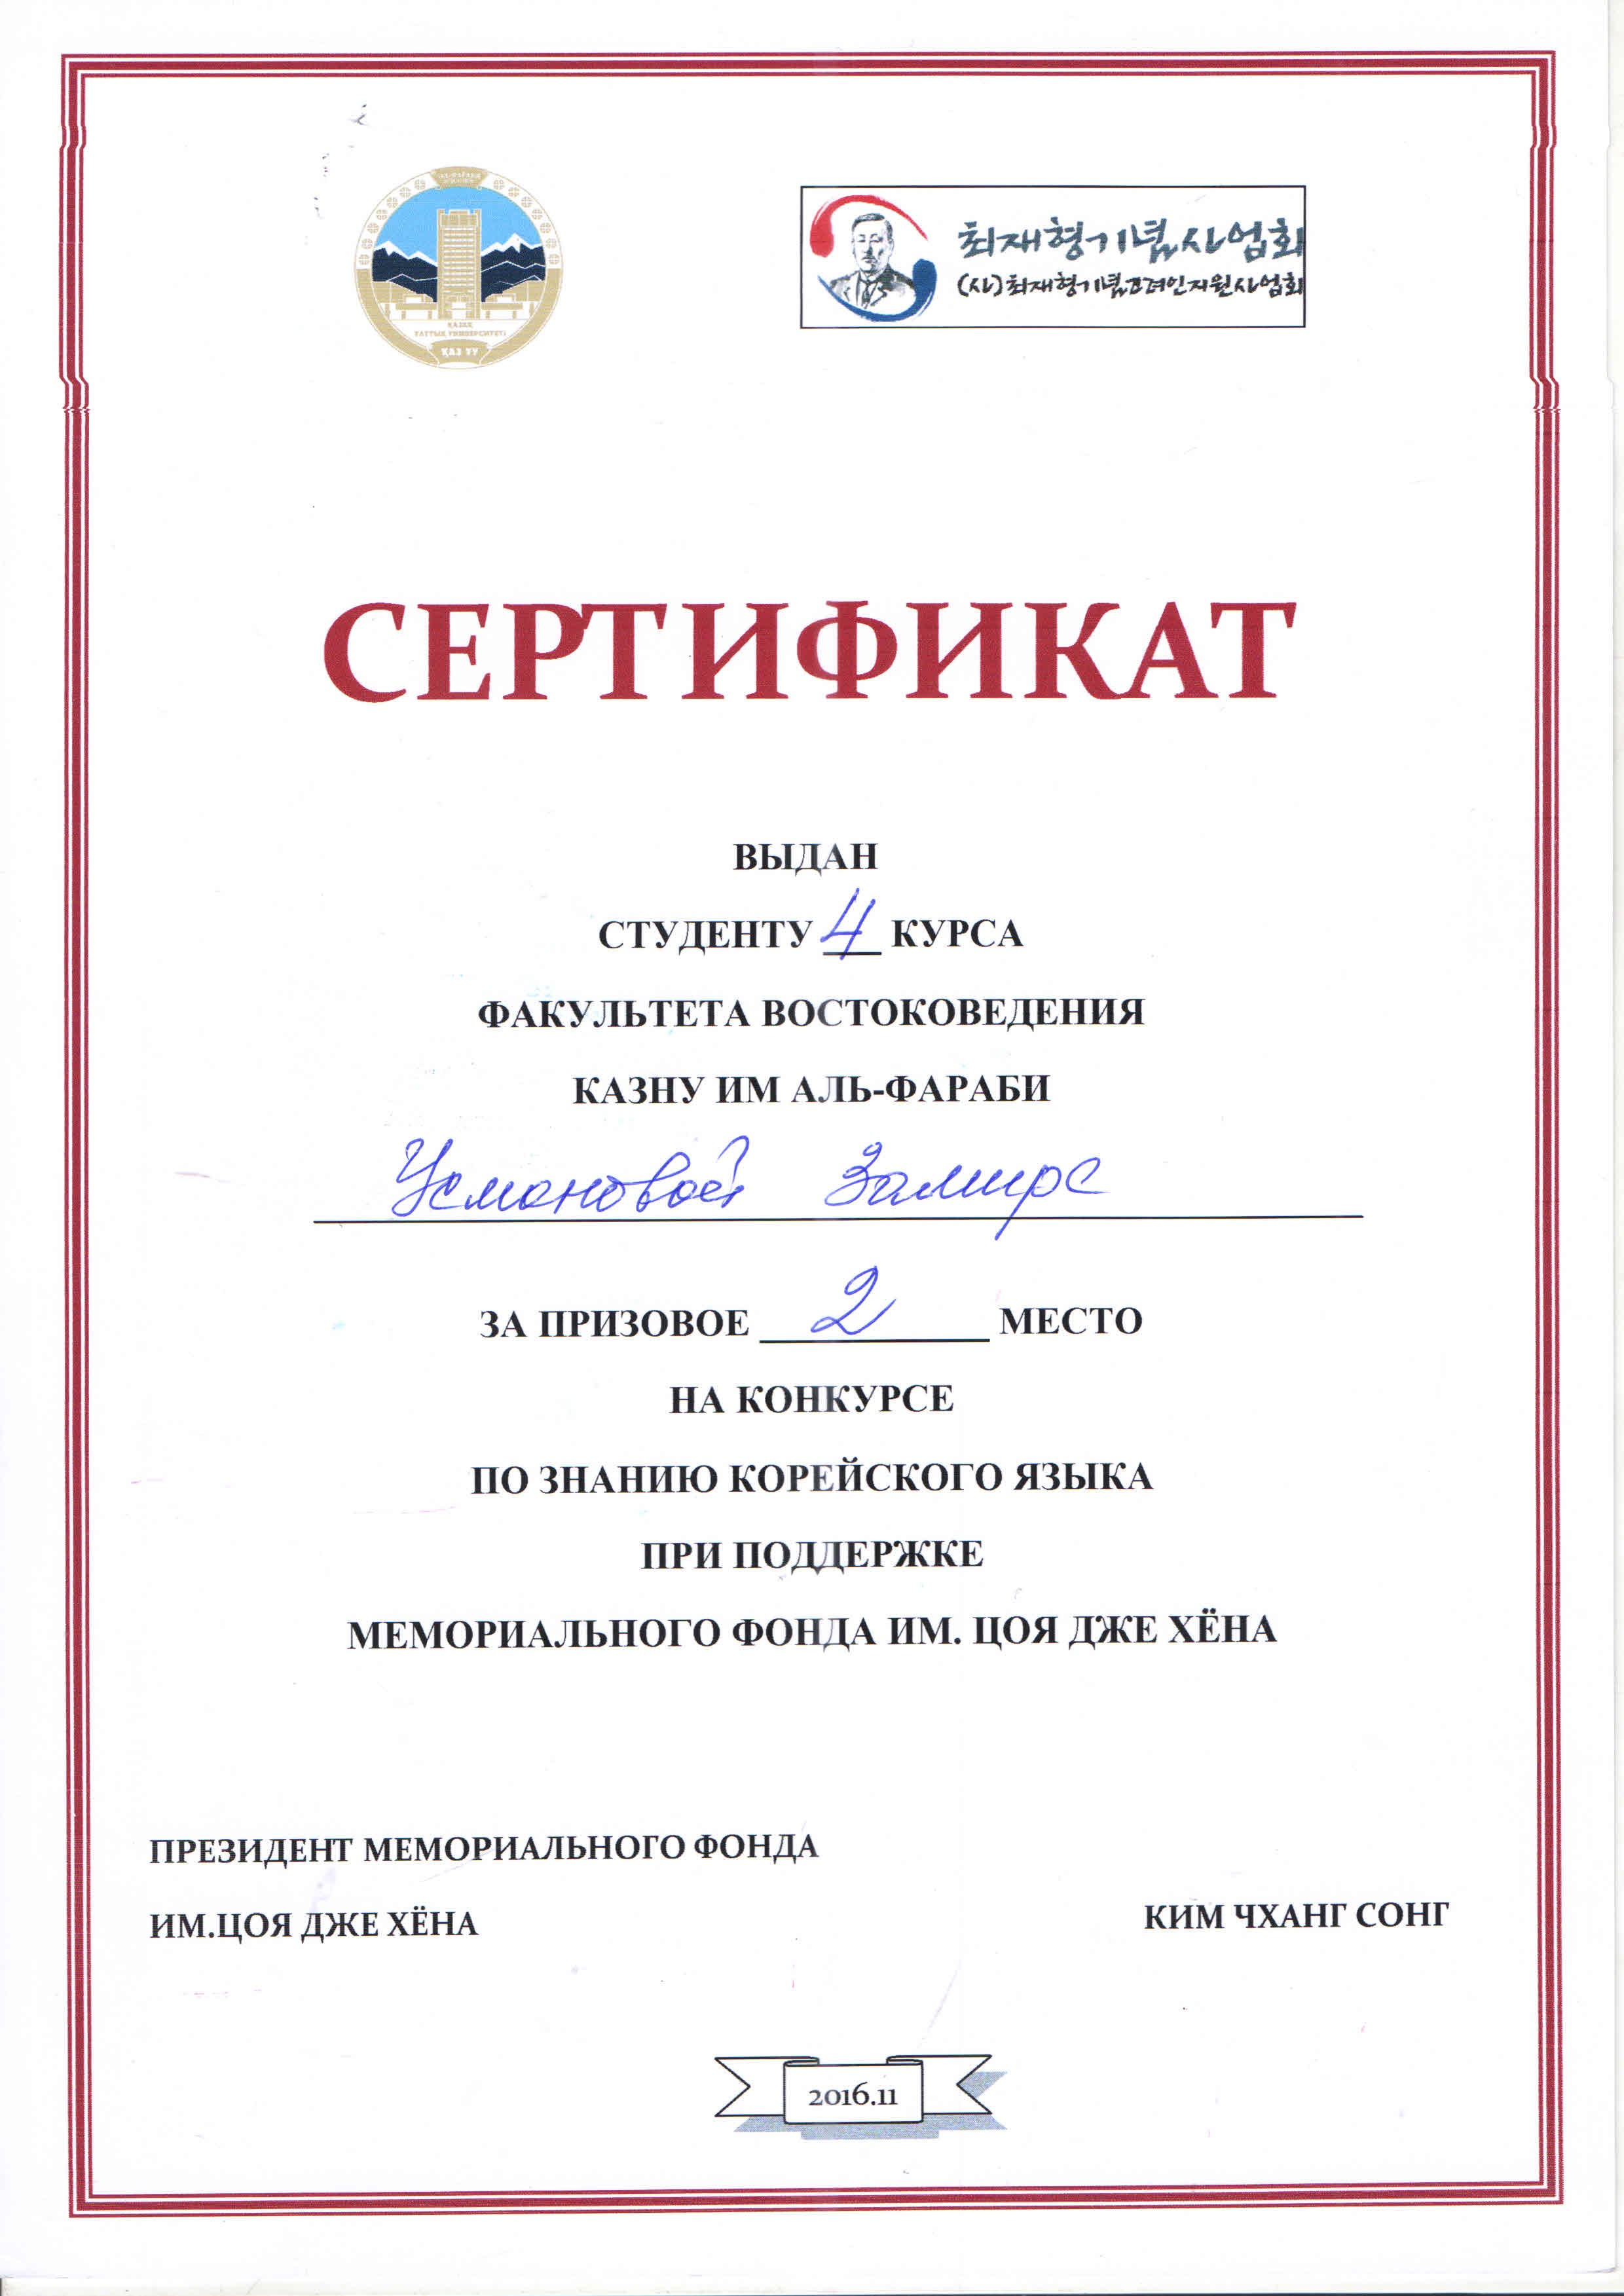 ҚАЗАҚ
ҰЛТТЫҚ УНИВЕРСИТЕТІ
ҚАЗ ҰУ
최재형기념사업회
(사)최재형기념고려인지원사업회
СЕРТИФИКАТ
ВЫДАН
СТУДЕНТУ 4 КУРСА
ФАКУЛЬТЕТА ВОСТОКОВЕДЕНИЯ
КАЗНУ ИМ АЛЬ-ФАРАБИ
Усмановой Замире
ЗА ПРИЗОВОЕ 2 МЕСТО
НА КОНКУРСЕ
ПО ЗНАНИЮ КОРЕЙСКОГО ЯЗЫКА
ПРИ ПОДДЕРЖКЕ
МЕМОРИАЛЬНОГО ФОНДА ИМ. ЦОЯ ДЖЕ ХЁНА
ПРЕЗИДЕНТ МЕМОРИАЛЬНОГО ФОНДА
ИМ.ЦОЯ ДЖЕ ХЁНА КИМ ЧХАНГ СОНГ
2016.11